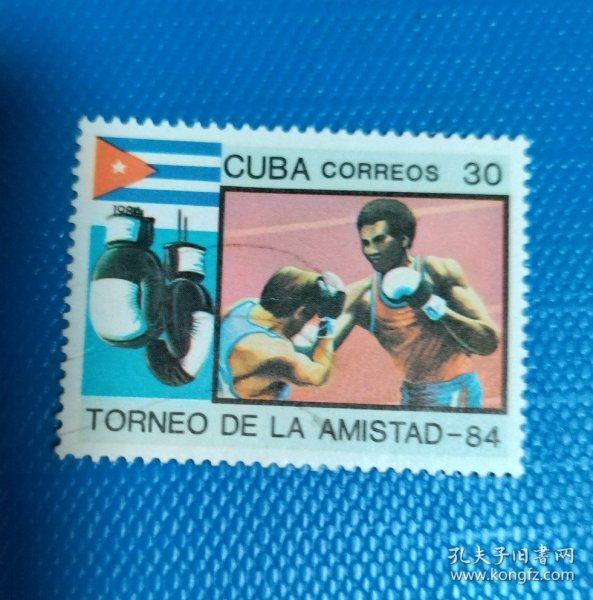 CUBA CORREOS 30
1984
TORNEO DE LA AMISTAD-84
孔夫子旧书网
www.kongfz.com